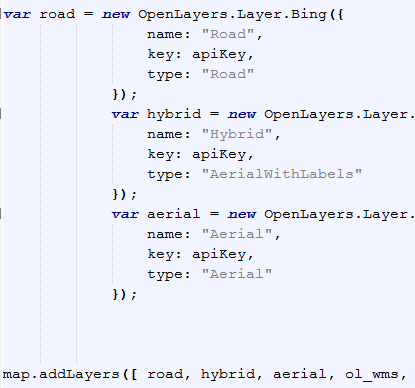 var road = new OpenLayers.Layer.Bing({
name: "Road",
key: apiKey,
type: "Road"
});
var hybrid = new OpenLayers.Layer.
name: "Hybrid",
key: apiKey,
type: "AerialWithLabels"
});
var aerial = new OpenLayers.Layer.
name: "Aerial",
key: apiKey,
type: "Aerial"
});
map.addLayers([ road, hybrid, aerial, ol_wms,